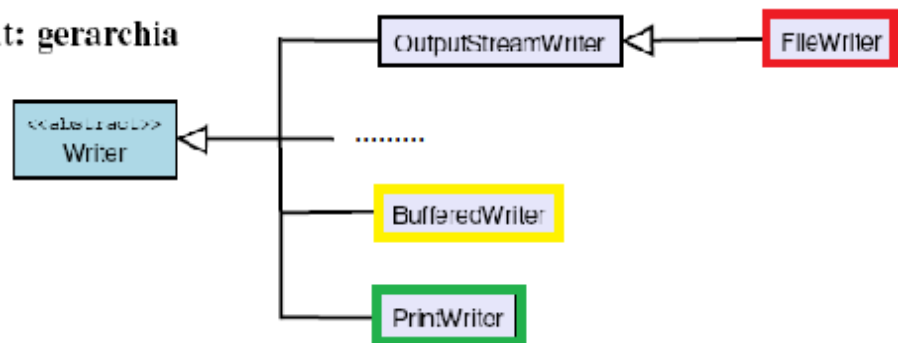 t: gerarchia
OutputStreamWriter
FileWriter
<<abstract>>
Writer
.........
BufferedWriter
PrintWriter